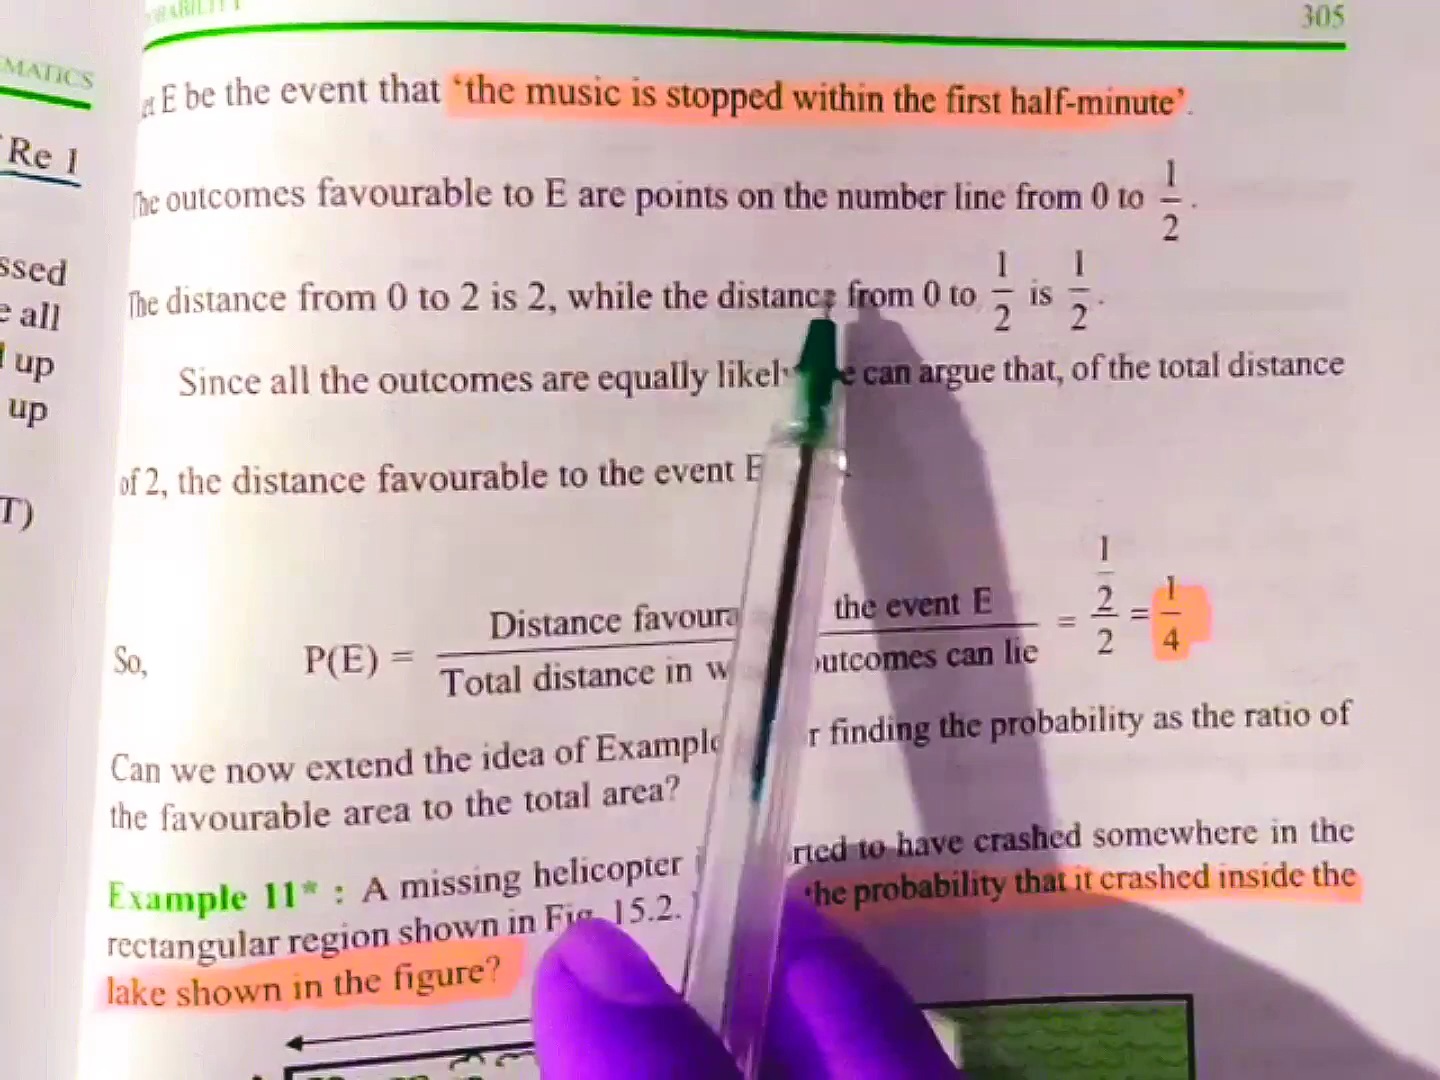 305
MATICS
Re 1
ssed
e all
up
up
T)
E be the event that ‘the music is stopped within the first half-minute’.
The outcomes favourable to E are points on the number line from 0 to 1/2.
The distance from 0 to 2 is 2, while the distance from 0 to 1/2 is 1/2.
Since all the outcomes are equally likely can argue that, of the total distance
of 2, the distance favourable to the event E
So, P(E) = Distance favoura the event E / Total distance in w outcomes can lie = 1/2 / 2 = 1/4
Can we now extend the idea of Example r finding the probability as the ratio of
the favourable area to the total area?
Example 11* : A missing helicopter rted to have crashed somewhere in the
rectangular region shown in Fig. 15.2. the probability that it crashed inside the
lake shown in the figure?